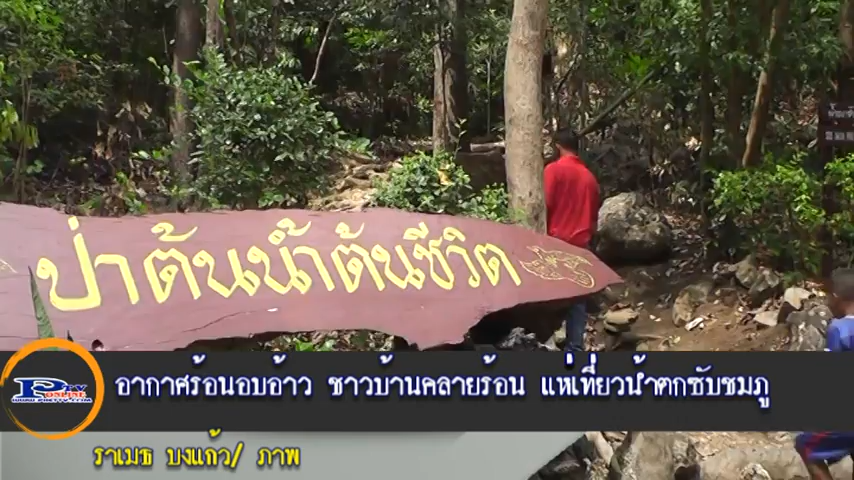 ป่าต้นน้ำต้นชีวิต
PTV
ONLINE
อากาศร้อนอบอ้าว ชาวบ้านคลายร้อน แห่เที่ยวน้ำตกซับชมภู
ราเมธ บงแก้ว/ ภาพ